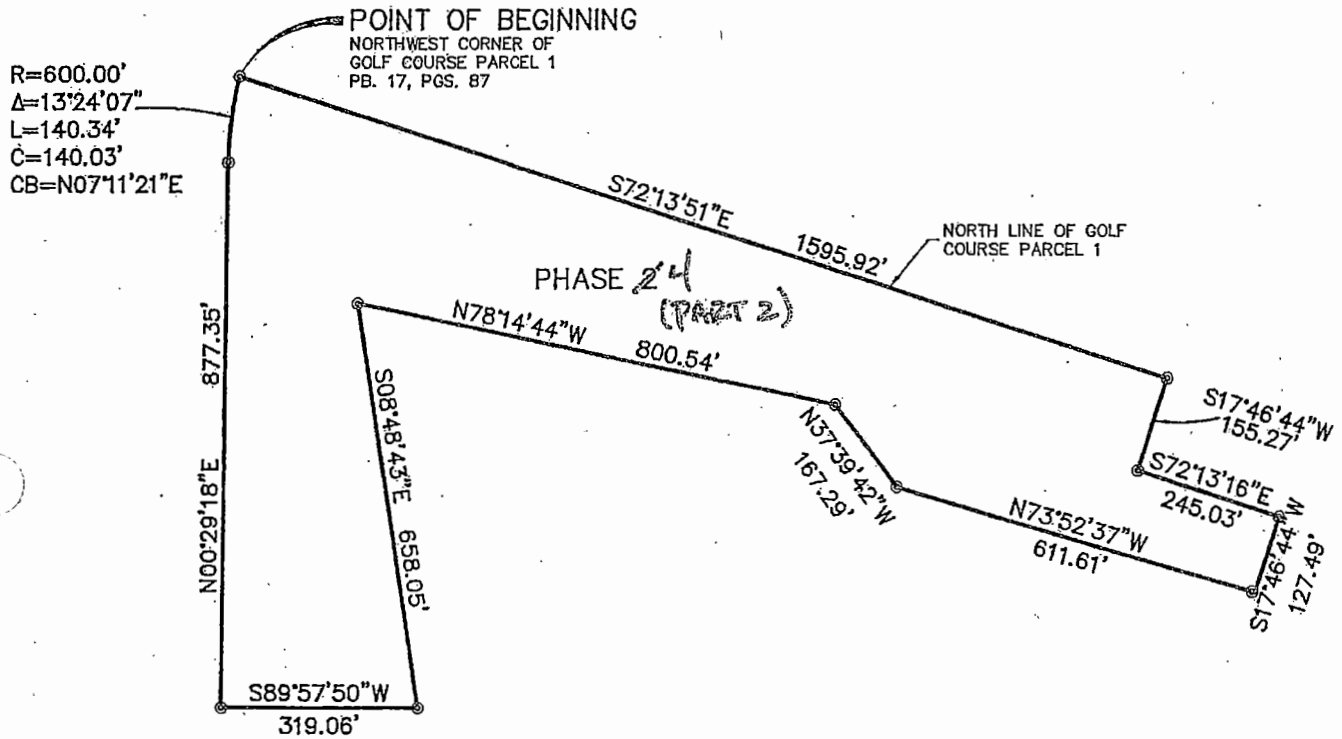 POINT OF BEGINNING
NORTHWEST CORNER OF
GOLF COURSE PARCEL 1
PB. 17, PGS. 87
R=600.00'
Δ=13°24'07"
L=140.34'
C=140.03'
CB=N07°11'21"E
S72°13'51"E
1595.92'
NORTH LINE OF GOLF
COURSE PARCEL 1
PHASE 2 4
(PART 2)
N78°14'44"W
800.54'
S17°46'44"W
155.27'
S72°13'16"E
245.03'
S17°46'44"W
127.49'
N73°52'37"W
611.61'
N37°39'42"W
167.29'
S08°48'43"E 658.05'
N00°29'18"E 877.35'
S89°57'50"W
319.06'